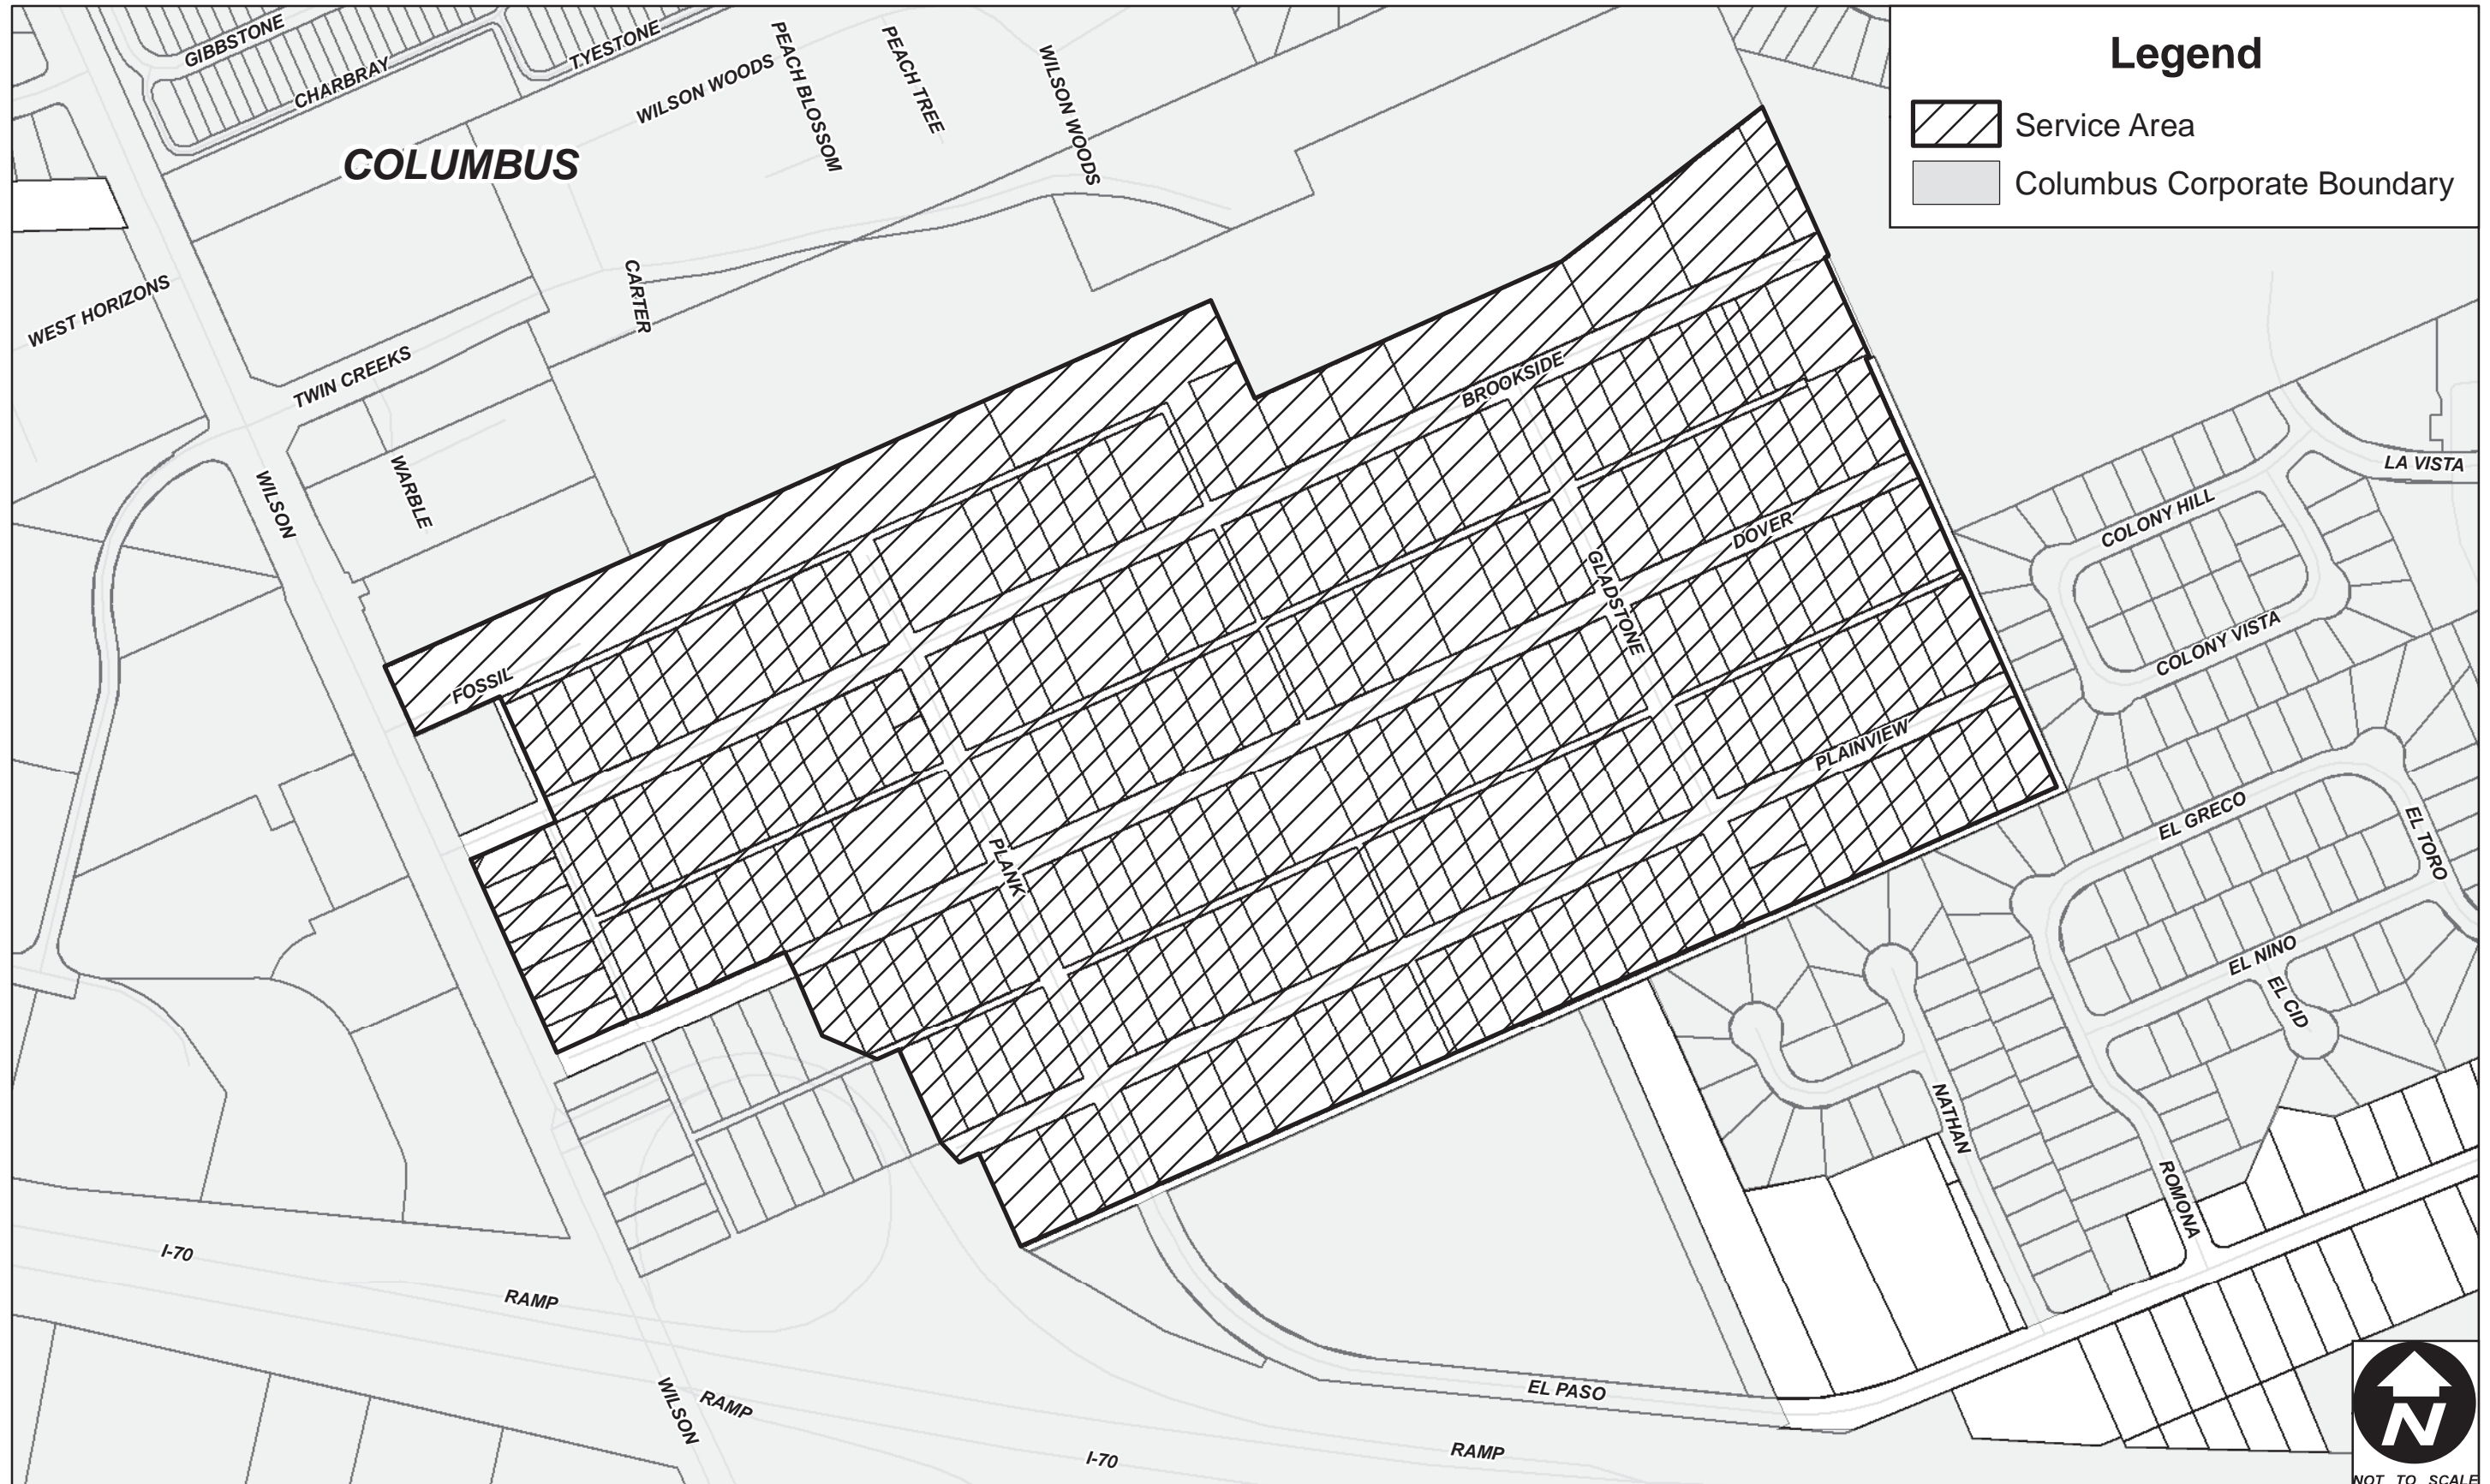 GIBBSTONE
CHARBRAY
TYESTONE
WILSON WOODS
PEACH BLOSSOM
PEACH TREE
WILSON WOODS
Legend
Service Area
Columbus Corporate Boundary
COLUMBUS
WEST HORIZONS
CARTER
TWIN CREEKS
WARBLE
WILSON
BROOKSIDE
LA VISTA
COLONY HILL
DOVER
GLADSTONE
COLONY VISTA
FOSSIL
PLAINVIEW
EL GRECO
EL TORO
PLANK
EL NINO
EL CID
NATHAN
ROMONA
I-70
RAMP
WILSON
RAMP
EL PASO
I-70
RAMP
N
NOT TO SCALE